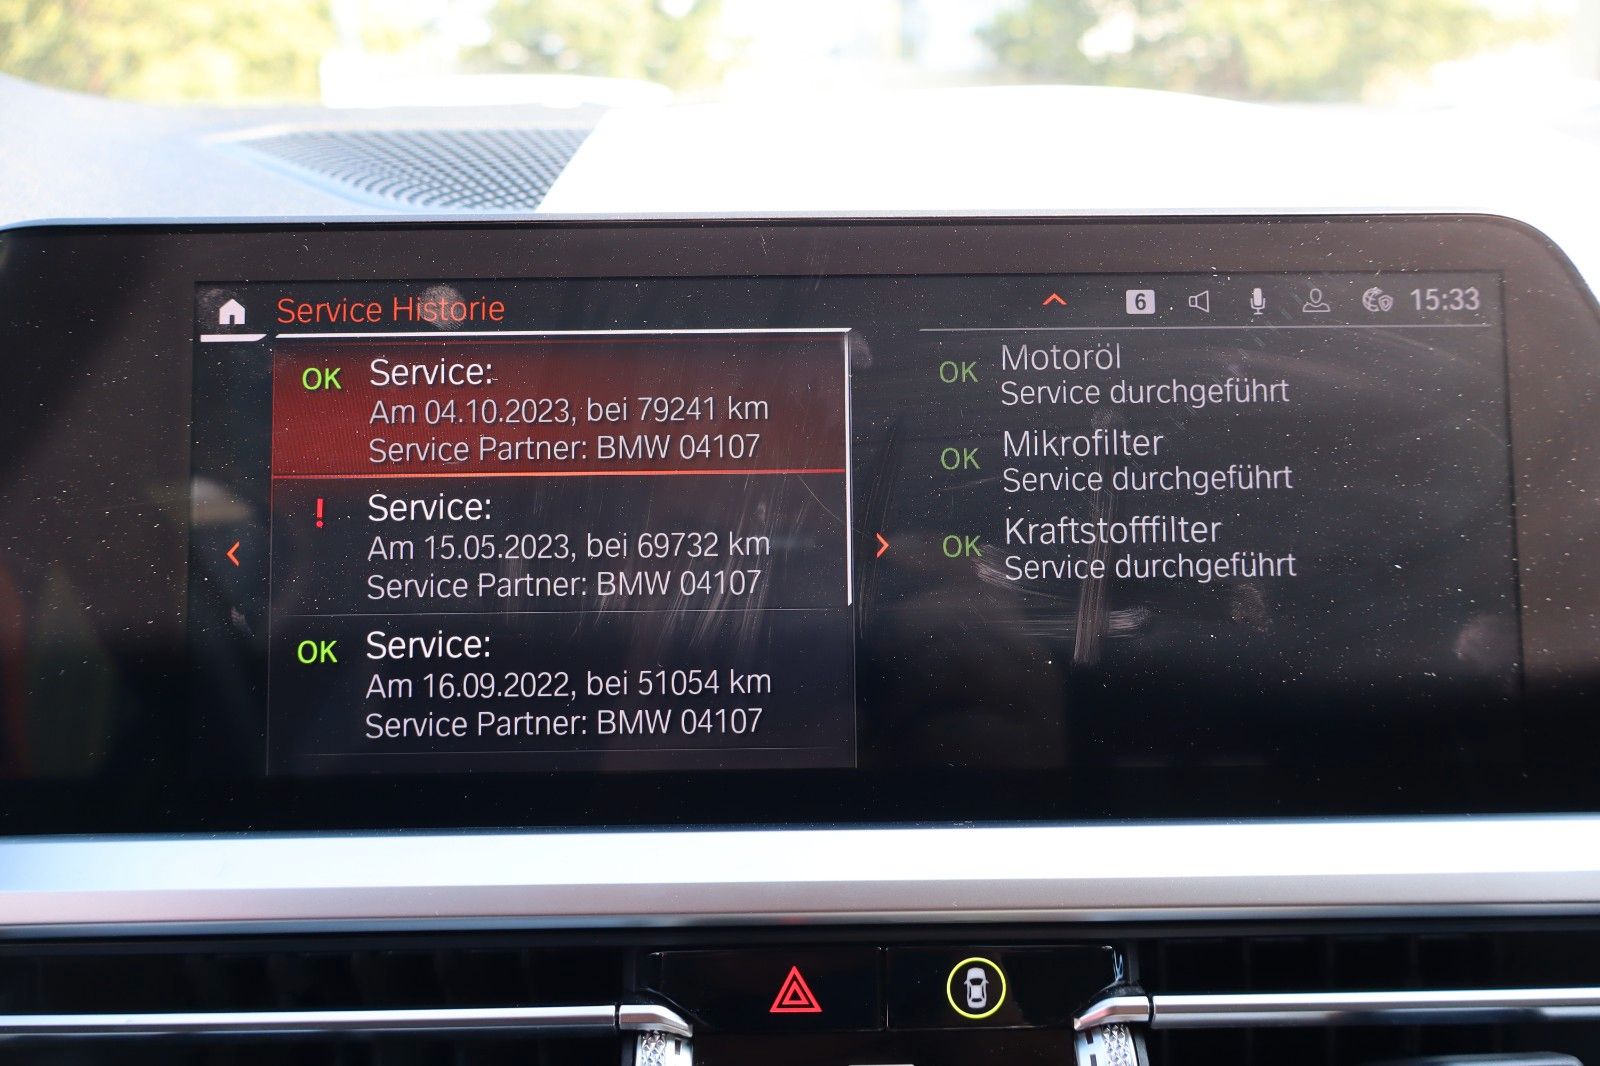 Service Historie
6
15:33
OK
Service:
Am 04.10.2023, bei 79241 km
Service Partner: BMW 04107
!
Service:
Am 15.05.2023, bei 69732 km
Service Partner: BMW 04107
OK
Service:
Am 16.09.2022, bei 51054 km
Service Partner: BMW 04107
OK
Motoröl
Service durchgeführt
OK
Mikrofilter
Service durchgeführt
OK
Kraftstofffilter
Service durchgeführt